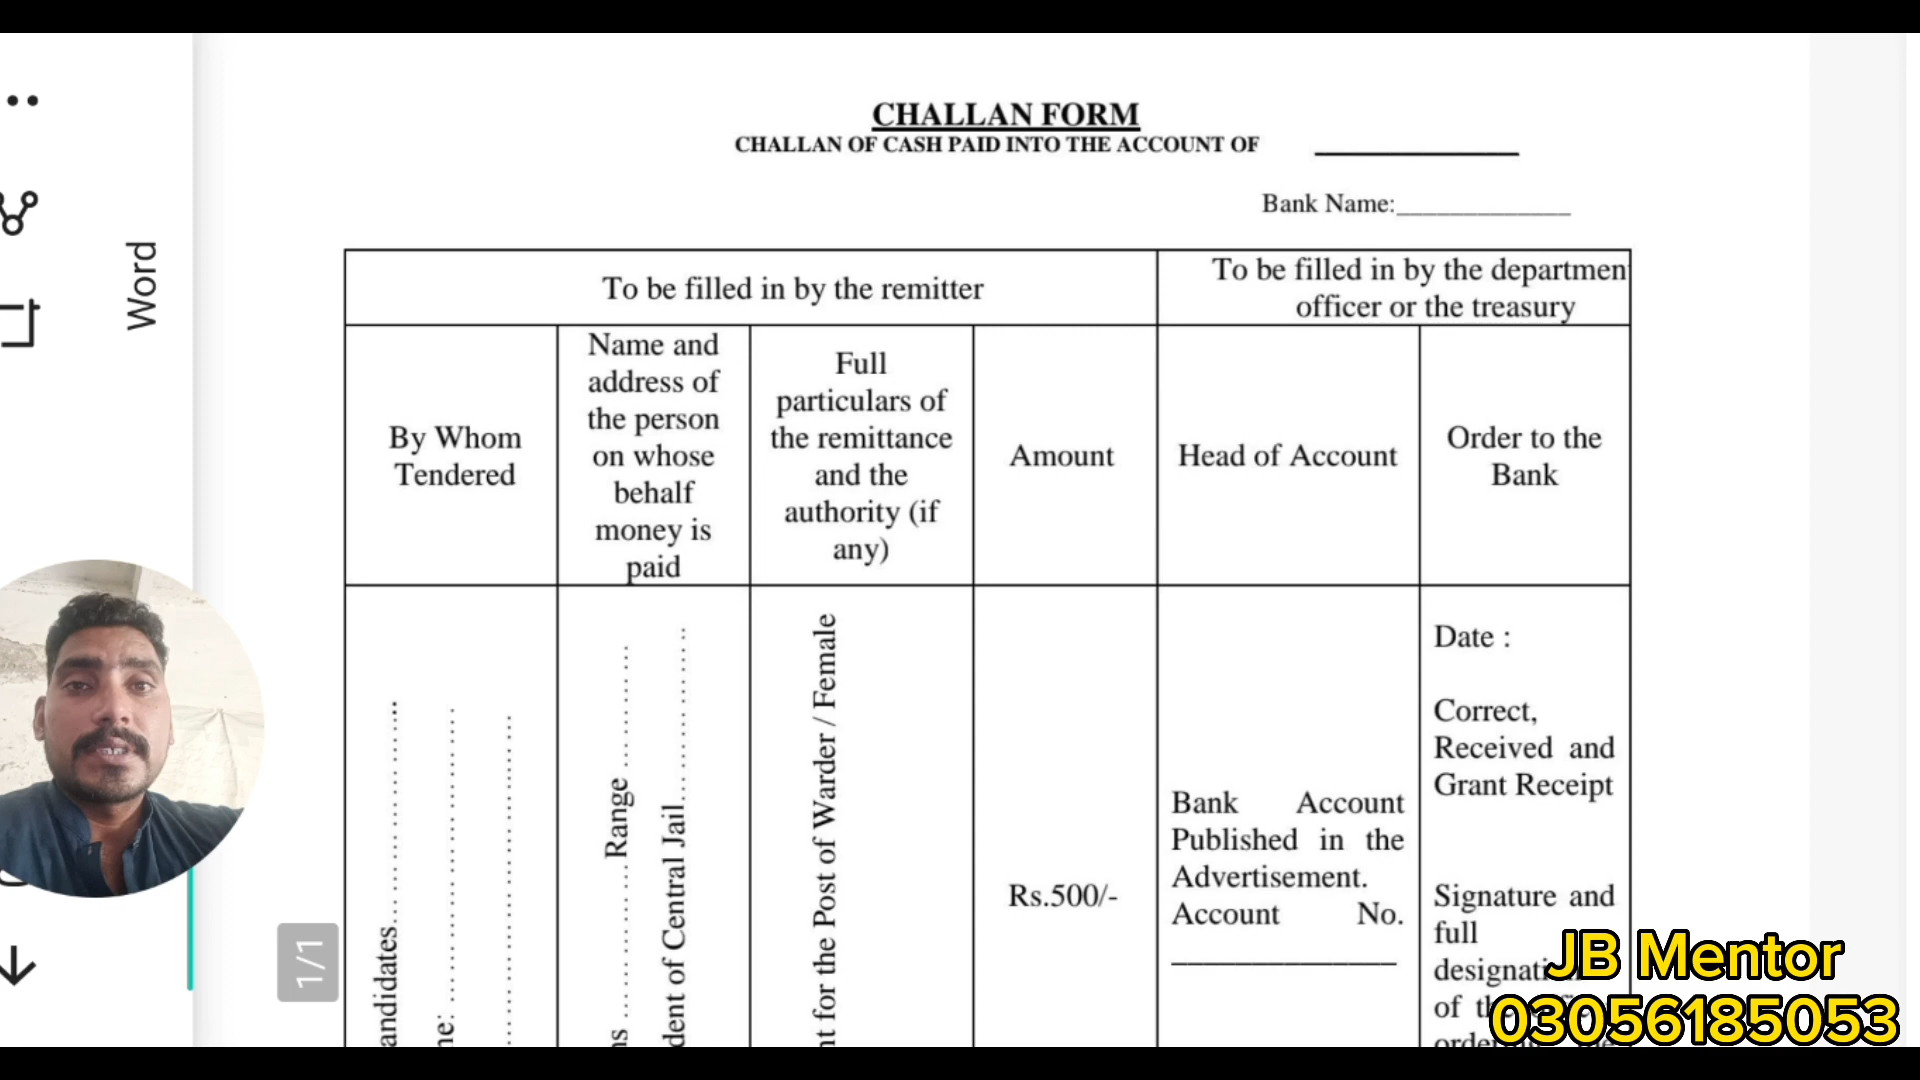 CHALLAN FORM
CHALLAN OF CASH PAID INTO THE ACCOUNT OF
Bank Name:_____________
Word
To be filled in by the remitter
To be filled in by the departmen
officer or the treasury
By Whom
Tendered
Name and
address of
the person
on whose
behalf
money is
paid
Full
particulars of
the remittance
and the
authority (if
any)
Amount
Head of Account
Order to the
Bank
andidates
Range
dent of Central Jail
t for the Post of Warder / Female
Rs.500/-
Bank Account
Published in the
Advertisement.
Account No.
Date :
Correct,
Received and
Grant Receipt
Signature and
full
of
1/1
JB Mentor
03056185053